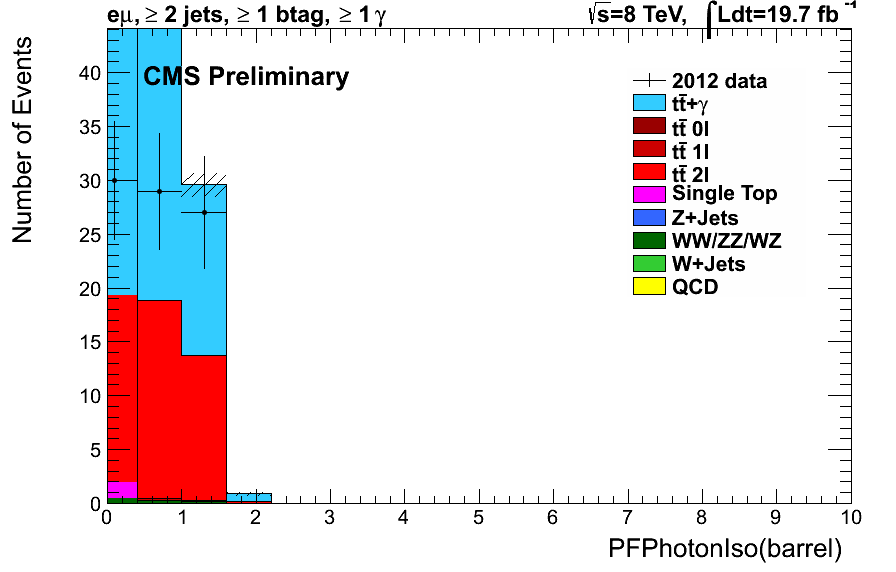 eμ, ≥ 2 jets, ≥ 1 btag, ≥ 1 γ
√s=8 TeV, ∫Ldt=19.7 fb⁻¹
CMS Preliminary
2012 data
tt̄+γ
tt̄ 0l
tt̄ 1l
tt̄ 2l
Single Top
Z+Jets
WW/ZZ/WZ
W+Jets
QCD
Number of Events
40
35
30
25
20
15
10
5
0
0 1 2 3 4 5 6 7 8 9 10
PFPhotonIso(barrel)